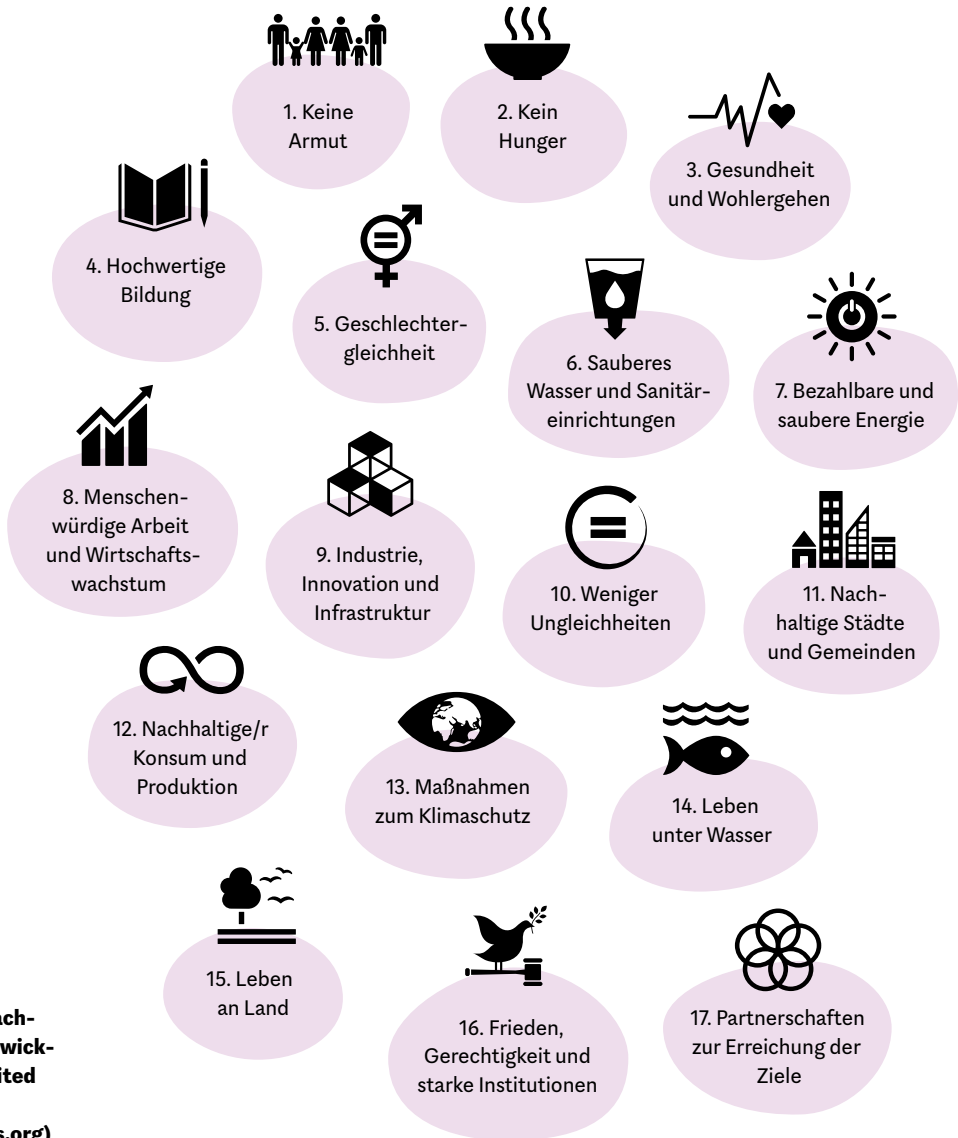 1. Keine
Armut
2. Kein
Hunger
3. Gesundheit
und Wohlergehen
4. Hochwertige
Bildung
5. Geschlechter-
gleichheit
6. Sauberes
Wasser und Sanitär-
einrichtungen
7. Bezahlbare und
saubere Energie
8. Menschen-
würdige Arbeit
und Wirtschafts-
wachstum
9. Industrie,
Innovation und
Infrastruktur
10. Weniger
Ungleichheiten
11. Nach-
haltige Städte
und Gemeinden
12. Nachhaltige/r
Konsum und
Produktion
13. Maßnahmen
zum Klimaschutz
14. Leben
unter Wasser
15. Leben
an Land
16. Frieden,
Gerechtigkeit und
starke Institutionen
17. Partnerschaften
zur Erreichung der
Ziele